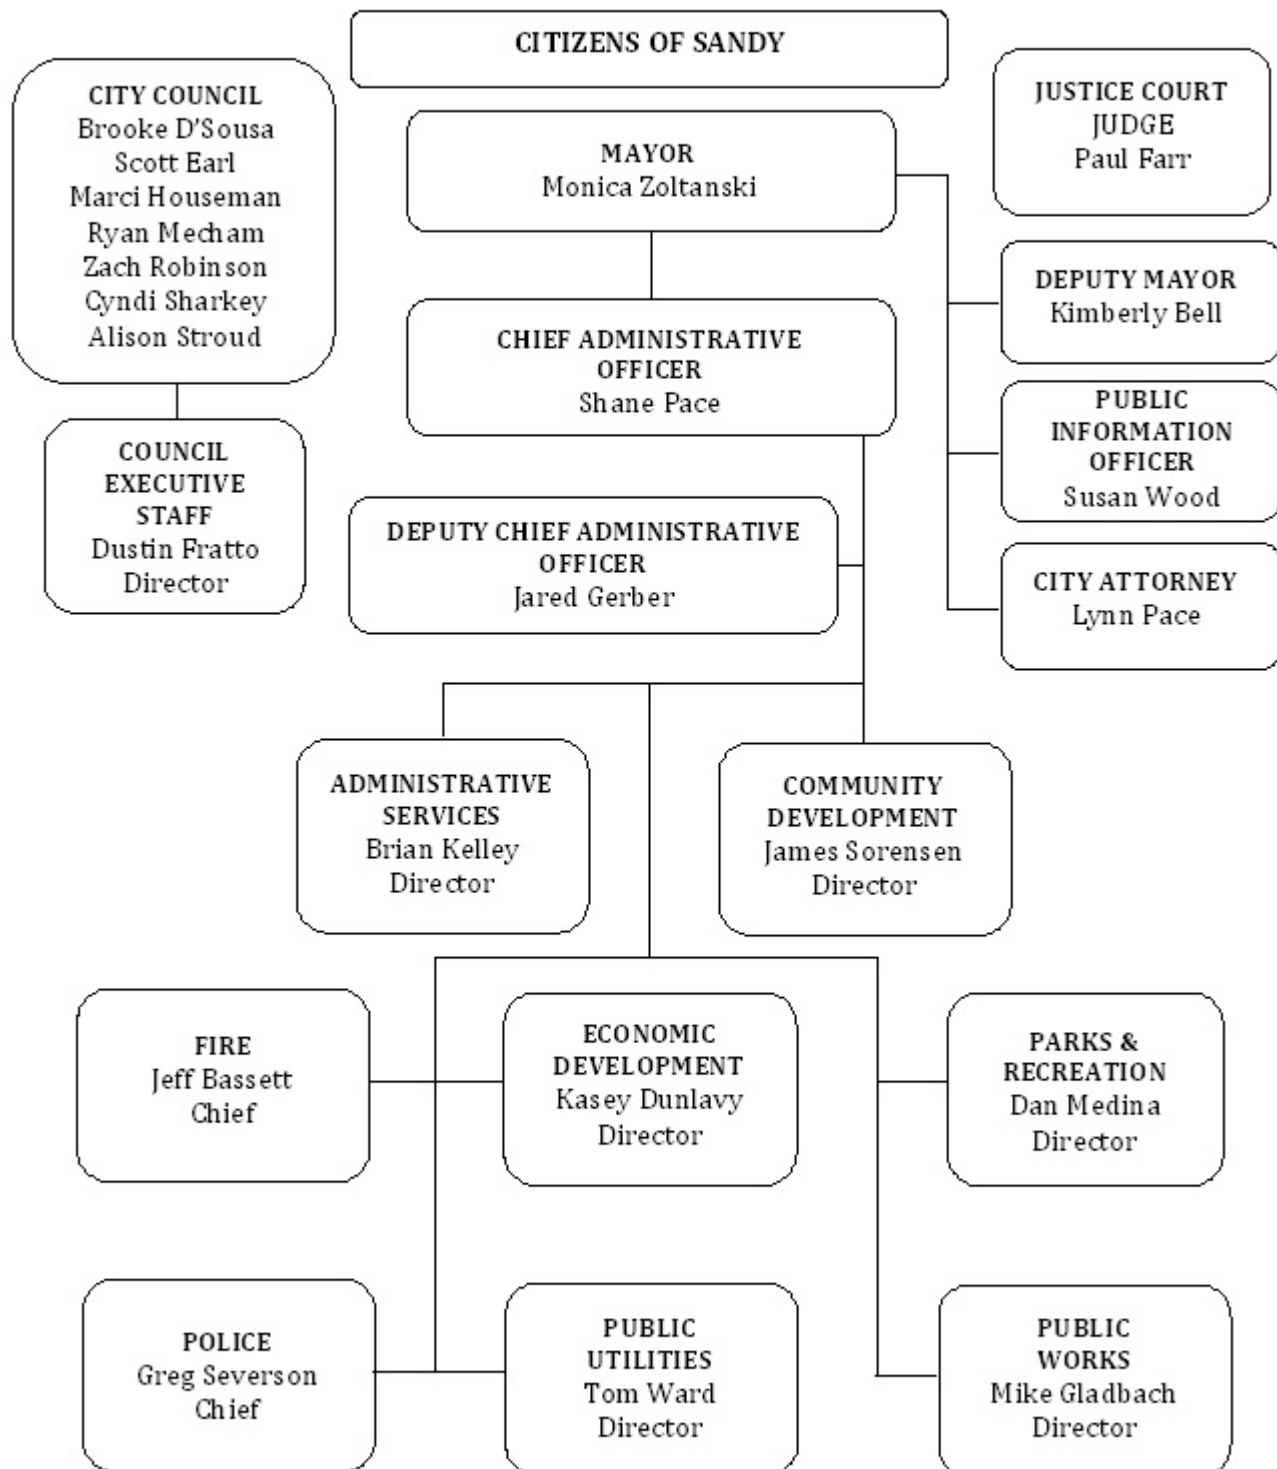 CITIZENS OF SANDY
CITY COUNCIL
Brooke D'Sousa
Scott Earl
Marci Houseman
Ryan Mecham
Zach Robinson
Cyndi Sharkey
Alison Stroud
MAYOR
Monica Zoltanski
JUSTICE COURT
JUDGE
Paul Farr
DEPUTY MAYOR
Kimberly Bell
CHIEF ADMINISTRATIVE
OFFICER
Shane Pace
PUBLIC
INFORMATION
OFFICER
Susan Wood
COUNCIL
EXECUTIVE
STAFF
Dustin Fratto
Director
DEPUTY CHIEF ADMINISTRATIVE
OFFICER
Jared Gerber
CITY ATTORNEY
Lynn Pace
ADMINISTRATIVE
SERVICES
Brian Kelley
Director
COMMUNITY
DEVELOPMENT
James Sorensen
Director
FIRE
Jeff Bassett
Chief
ECONOMIC
DEVELOPMENT
Kasey Dunlavy
Director
PARKS &
RECREATION
Dan Medina
Director
POLICE
Greg Severson
Chief
PUBLIC
UTILITIES
Tom Ward
Director
PUBLIC
WORKS
Mike Gladbach
Director